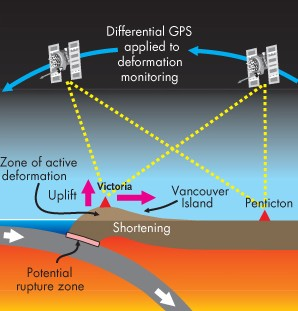 Differential GPS
applied to
deformation
monitoring
Zone of active
deformation
Uplift
Victoria
Vancouver
Island
Penticton
Shortening
Potential
rupture zone